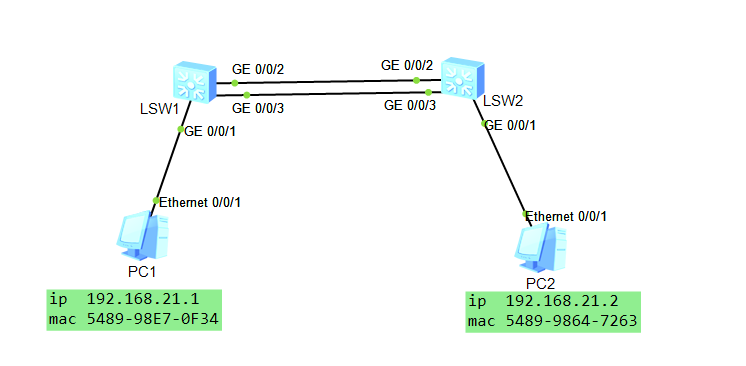 GE 0/0/2
GE 0/0/2
LSW1
GE 0/0/3
GE 0/0/3
LSW2
GE 0/0/1
GE 0/0/1
Ethernet 0/0/1
Ethernet 0/0/1
PC1
PC2
ip 192.168.21.1
mac 5489-98E7-0F34
ip 192.168.21.2
mac 5489-9864-7263